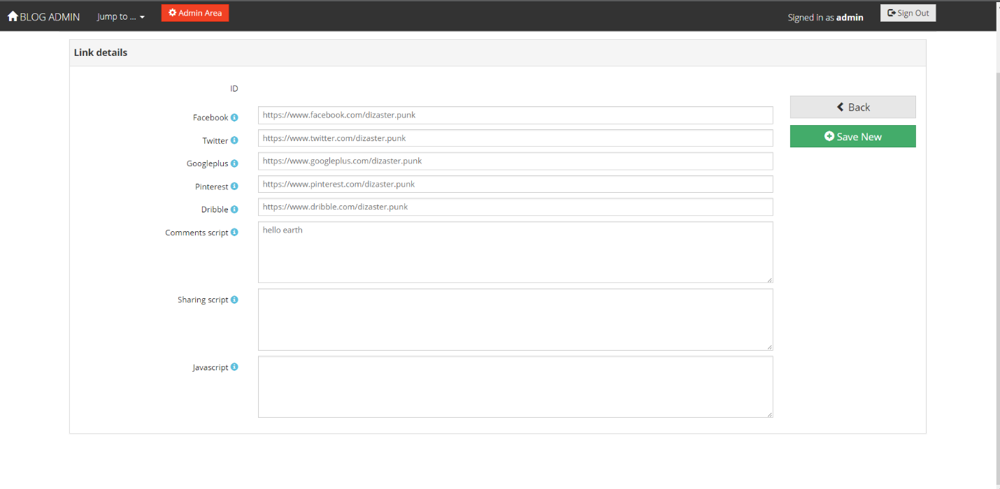 BLOG ADMIN Jump to ... Admin Area Signed in as admin Sign Out
Link details
ID
Back
Facebook https://www.facebook.com/dizaster.punk
Save New
Twitter https://www.twitter.com/dizaster.punk
Googleplus https://www.googleplus.com/dizaster.punk
Pinterest https://www.pinterest.com/dizaster.punk
Dribble https://www.dribble.com/dizaster.punk
Comments script hello earth
Sharing script
Javascript